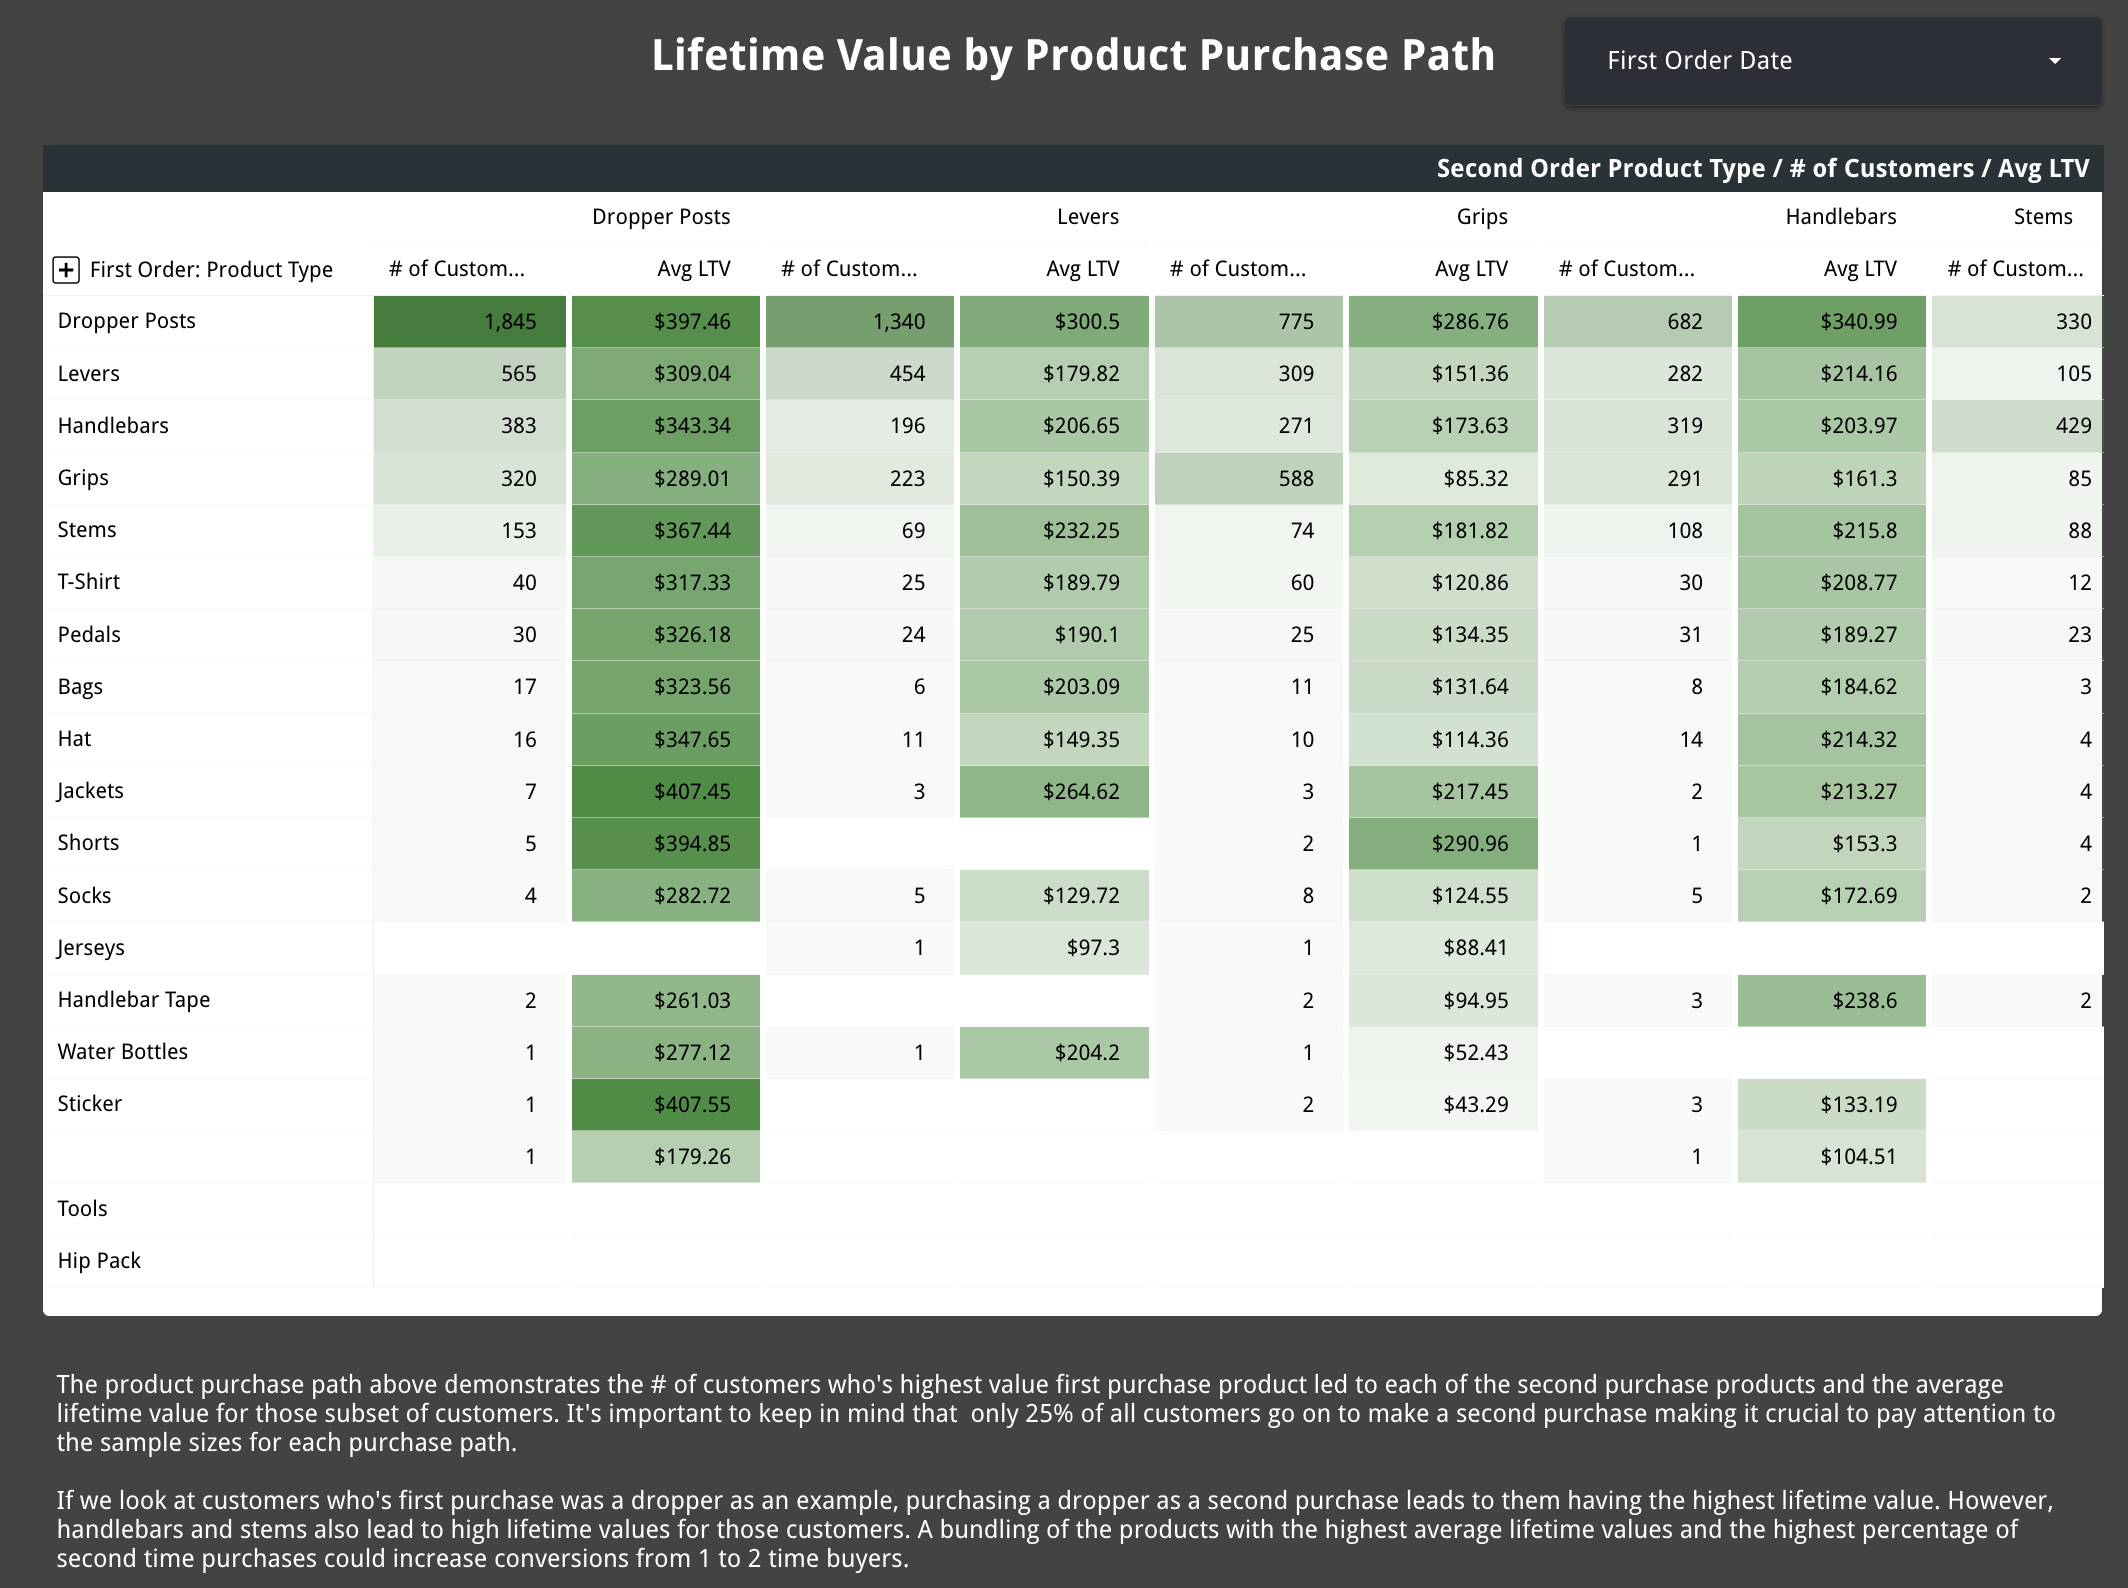 Lifetime Value by Product Purchase Path
First Order Date
Second Order Product Type / # of Customers / Avg LTV
Dropper Posts Levers Grips Handlebars Stems
First Order: Product Type # of Custom... Avg LTV # of Custom... Avg LTV # of Custom... Avg LTV # of Custom... Avg LTV # of Custom...
Dropper Posts 1,845 $397.46 1,340 $300.5 775 $286.76 682 $340.99 330
Levers 565 $309.04 454 $179.82 309 $151.36 282 $214.16 105
Handlebars 383 $343.34 196 $206.65 271 $173.63 319 $203.97 429
Grips 320 $289.01 223 $150.39 588 $85.32 291 $161.3 85
Stems 153 $367.44 69 $232.25 74 $181.82 108 $215.8 88
T-Shirt 40 $317.33 25 $189.79 60 $120.86 30 $208.77 12
Pedals 30 $326.18 24 $190.1 25 $134.35 31 $189.27 23
Bags 17 $323.56 6 $203.09 11 $131.64 8 $184.62 3
Hat 16 $347.65 11 $149.35 10 $114.36 14 $214.32 4
Jackets 7 $407.45 3 $264.62 3 $217.45 2 $213.27 4
Shorts 5 $394.85 2 $290.96 1 $153.3 4
Socks 4 $282.72 5 $129.72 8 $124.55 5 $172.69 2
Jerseys 1 $97.3 1 $88.41
Handlebar Tape 2 $261.03 2 $94.95 3 $238.6 2
Water Bottles 1 $277.12 1 $204.2 1 $52.43
Sticker 1 $407.55 2 $43.29 3 $133.19
1 $179.26 1 $104.51
Tools
Hip Pack
The product purchase path above demonstrates the # of customers who's highest value first purchase product led to each of the second purchase products and the average
lifetime value for those subset of customers. It's important to keep in mind that  only 25% of all customers go on to make a second purchase making it crucial to pay attention to
the sample sizes for each purchase path.
If we look at customers who's first purchase was a dropper as an example, purchasing a dropper as a second purchase leads to them having the highest lifetime value. However,
handlebars and stems also lead to high lifetime values for those customers. A bundling of the products with the highest average lifetime values and the highest percentage of
second time purchases could increase conversions from 1 to 2 time buyers.